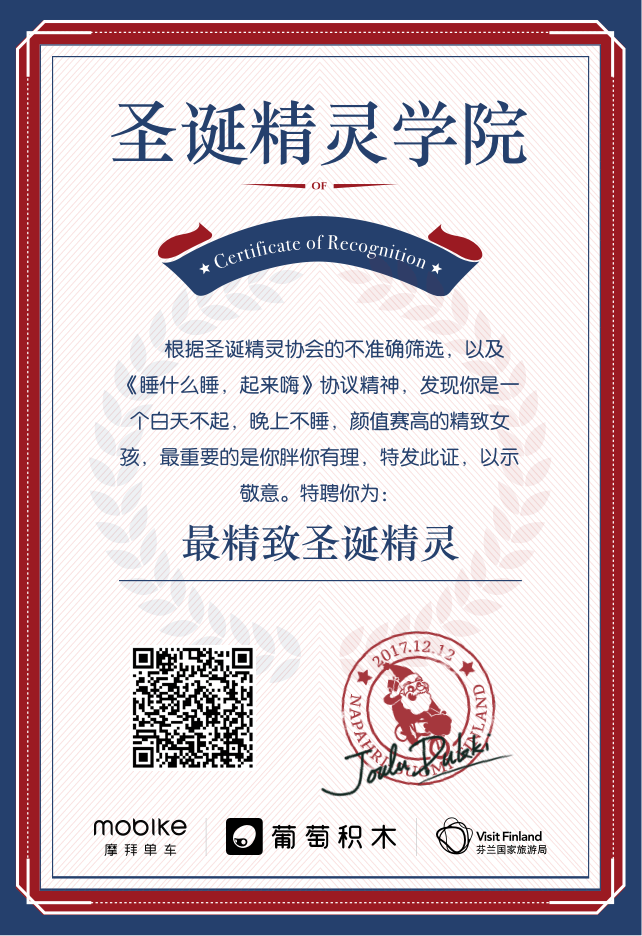 圣诞精灵学院
OF
Certificate of Recognition
根据圣诞精灵协会的不准确筛选，以及
《睡什么睡，起来嗨》协议精神，发现你是一
个白天不起，晚上不睡，颜值赛高的精致女
孩，最重要的是你胖你有理，特发此证，以示
敬意。特聘你为：
最精致圣诞精灵
2017.12.12
NAPAHRI SUOMI FINLAND
mobike
摩拜单车
葡萄积木
Visit Finland
芬兰国家旅游局